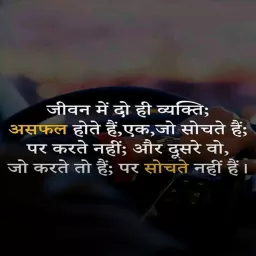 जीवन में दो ही व्यक्ति;
असफल होते हैं,एक,जो सोचते हैं;
पर करते नहीं; और दूसरे वो,
जो करते तो हैं; पर सोचते नहीं हैं।